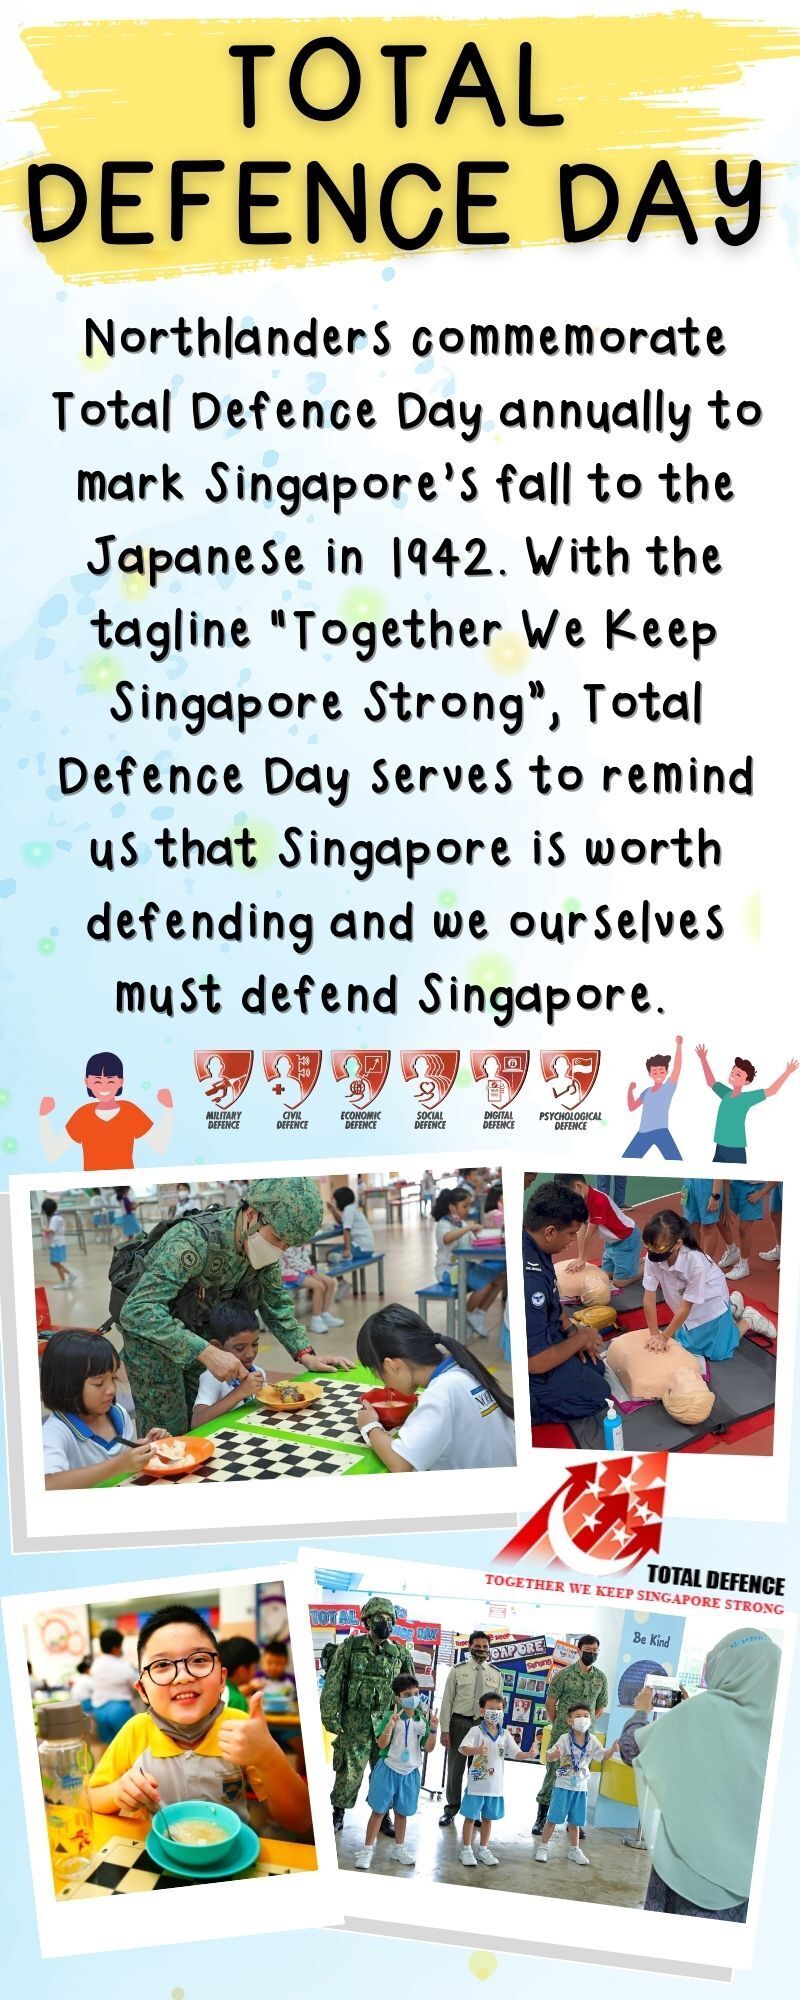 TOTAL
DEFENCE DAY
Northlanders commemorate
Total Defence Day annually to
mark Singapore's fall to the
Japanese in 1942. With the
tagline "Together We Keep
Singapore Strong", Total
Defence Day serves to remind
us that Singapore is worth
defending and we ourselves
must defend Singapore.
MILITARY
DEFENCE
CIVIL
DEFENCE
ECONOMIC
DEFENCE
SOCIAL
DEFENCE
DIGITAL
DEFENCE
PSYCHOLOGICAL
DEFENCE
TOTAL DEFENCE
TOGETHER WE KEEP SINGAPORE STRONG
TOTAL
Be Kind